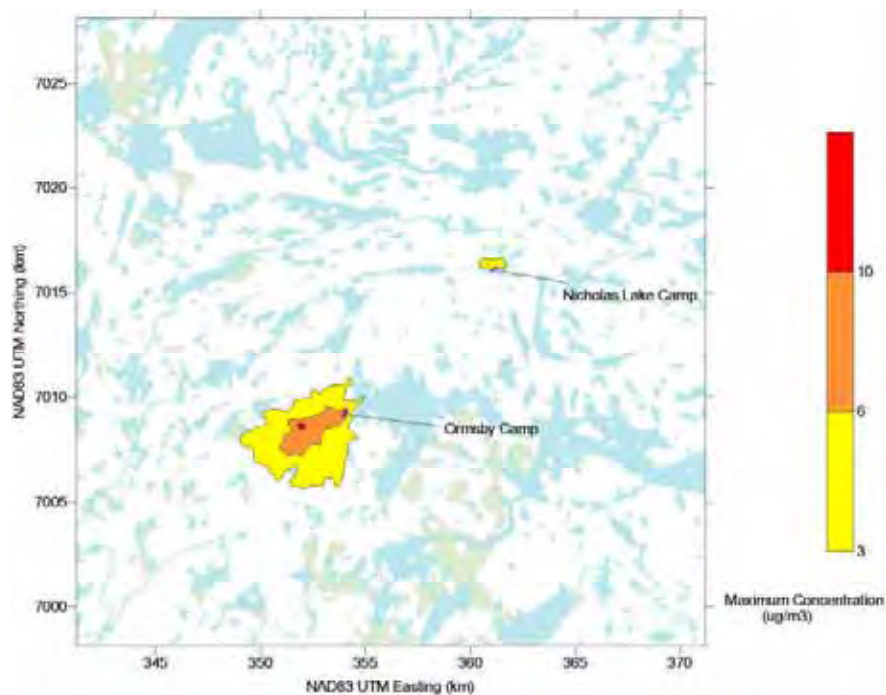 7025
7020
7015
7010
7005
7000
NAD83 UTM Northing (km)
345
350
355
360
365
370
NAD83 UTM Easting (km)
Nicholas Lake Camp
Ormsby Camp
10
6
3
Maximum Concentration
(ug/m3)